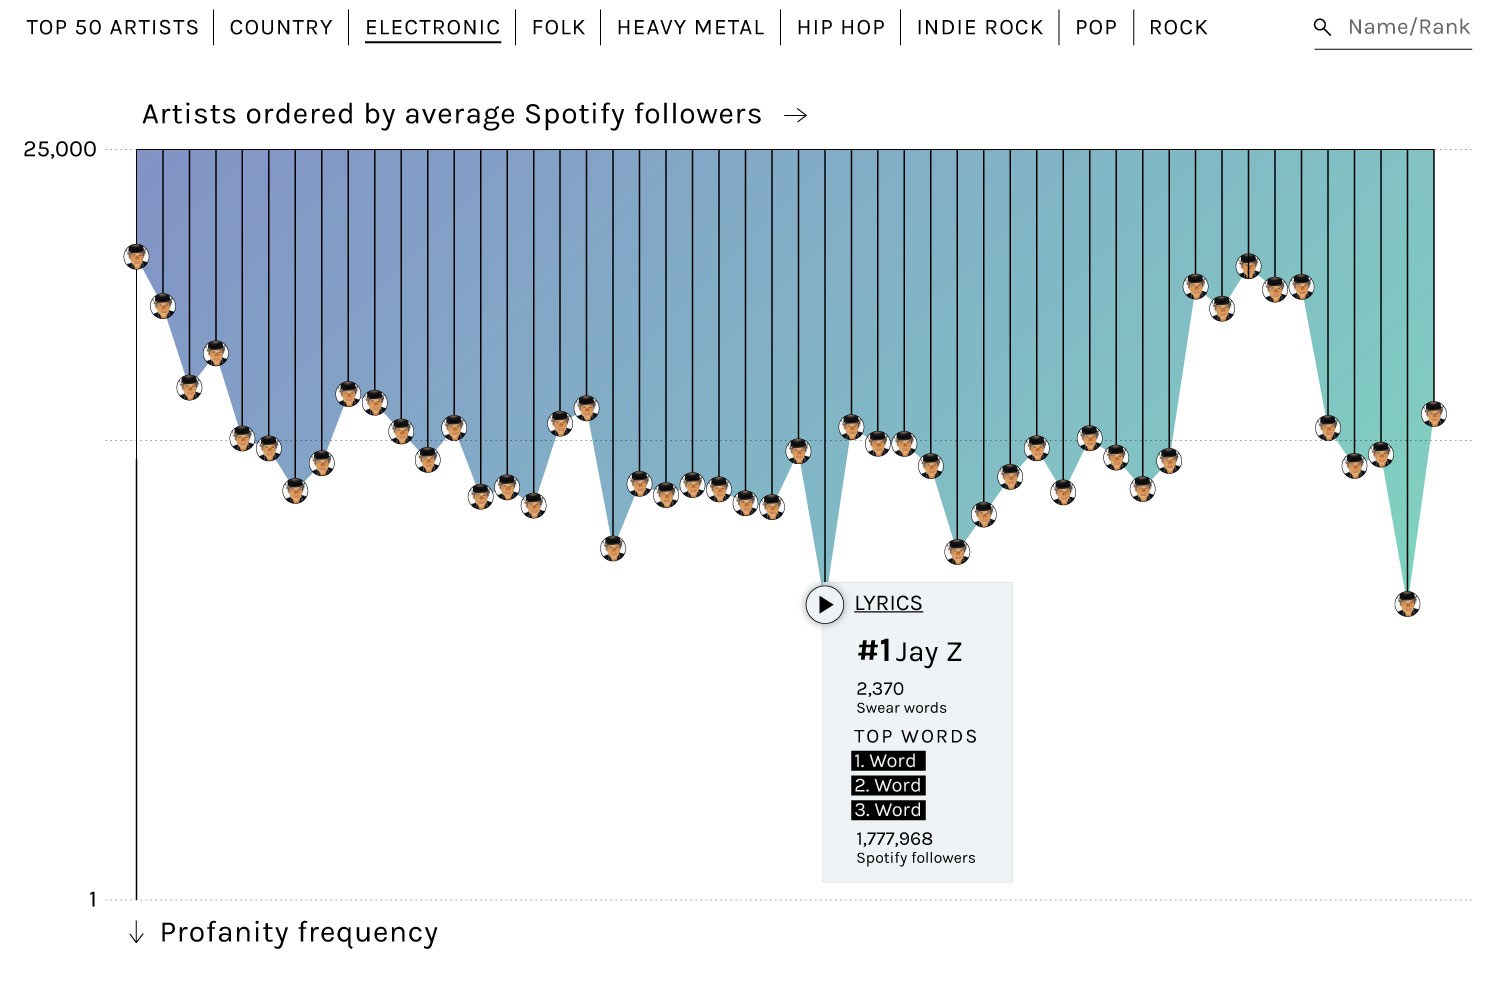 TOP 50 ARTISTS COUNTRY ELECTRONIC FOLK HEAVY METAL HIP HOP INDIE ROCK POP ROCK Name/Rank
Artists ordered by average Spotify followers →
25,000
LYRICS
#1 Jay Z
2,370
Swear words
TOP WORDS
1. Word
2. Word
3. Word
1,777,968
Spotify followers
1
↓ Profanity frequency